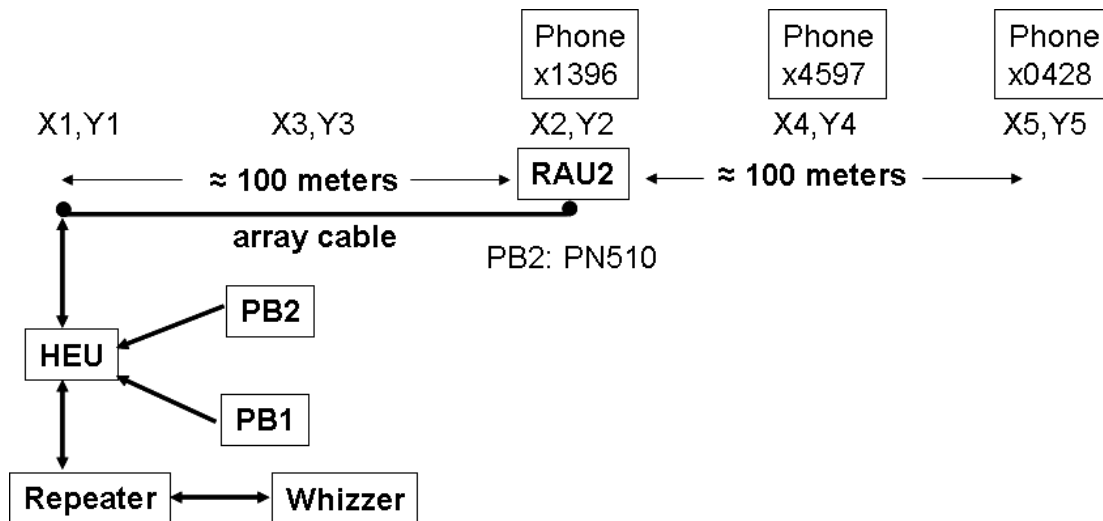 Phone
x1396
Phone
x4597
Phone
x0428
X1,Y1
X3,Y3
X2,Y2
X4,Y4
X5,Y5
≈ 100 meters
RAU2
≈ 100 meters
array cable
PB2: PN510
PB2
HEU
PB1
Repeater
Whizzer